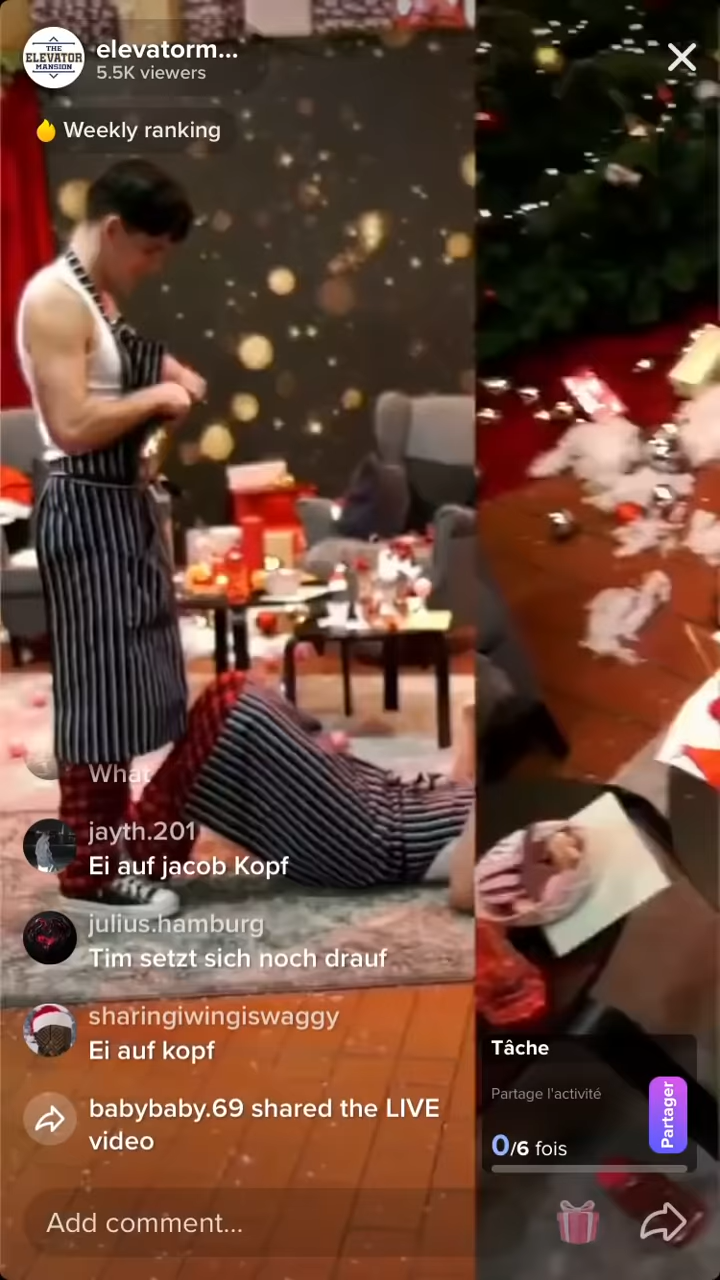 THE
ELEVATOR
MANSION
elevatorm...
5.5K viewers
Weekly ranking
What
jayth.201
Ei auf jacob Kopf
julius.hamburg
Tim setzt sich noch drauf
sharingiwingiswaggy
Ei auf kopf
babybaby.69 shared the LIVE
video
Tâche
Partage l'activité
0/6 fois
Partager
Add comment...